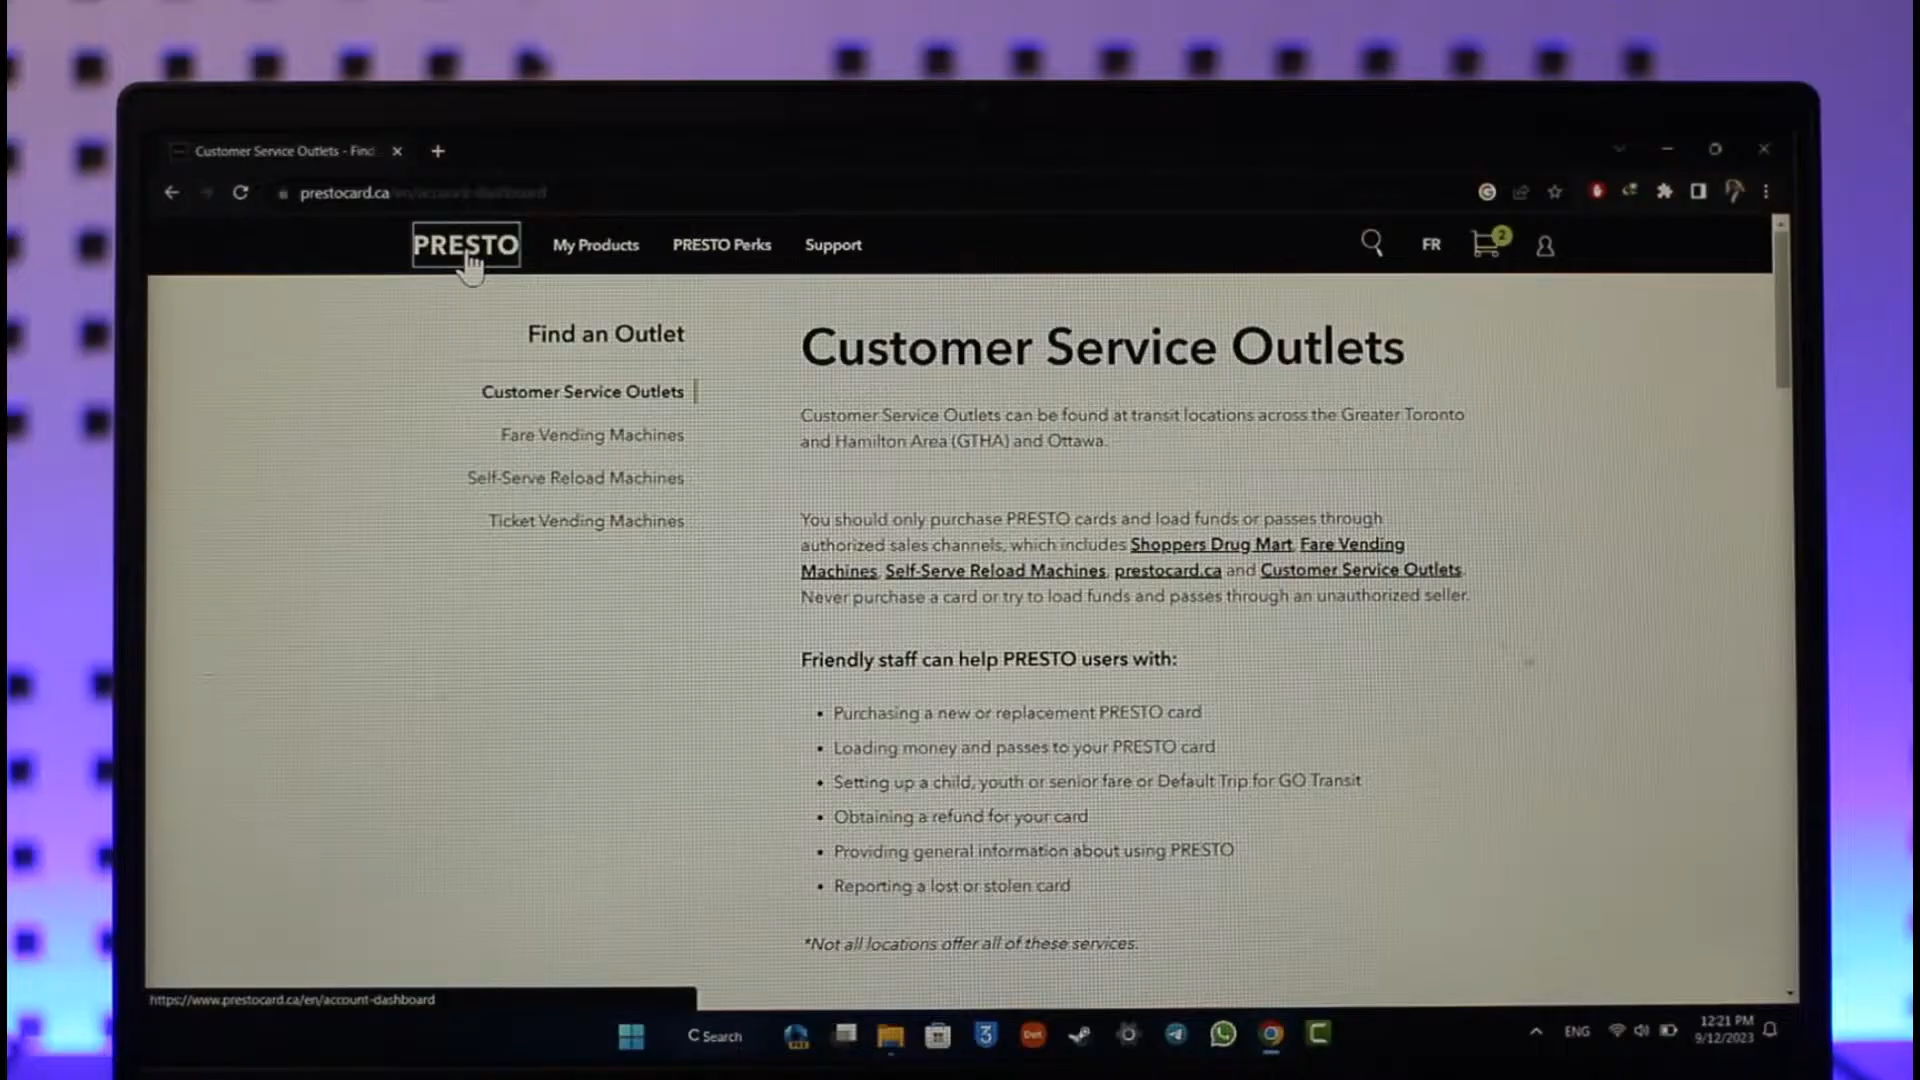 Customer Service Outlets - Find
prestocard.ca/en/account-dashboard
PRESTO
My Products
PRESTO Perks
Support
FR
2
Find an Outlet
Customer Service Outlets
Fare Vending Machines
Self-Serve Reload Machines
Ticket Vending Machines
Customer Service Outlets
Customer Service Outlets can be found at transit locations across the Greater Toronto
and Hamilton Area (GTHA) and Ottawa.
You should only purchase PRESTO cards and load funds or passes through
authorized sales channels, which includes Shoppers Drug Mart, Fare Vending
Machines, Self-Serve Reload Machines, prestocard.ca and Customer Service Outlets.
Never purchase a card or try to load funds and passes through an unauthorized seller.
Friendly staff can help PRESTO users with:
• Purchasing a new or replacement PRESTO card
• Loading money and passes to your PRESTO card
• Setting up a child, youth or senior fare or Default Trip for GO Transit
• Obtaining a refund for your card
• Providing general information about using PRESTO
• Reporting a lost or stolen card
*Not all locations offer all of these services.
https://www.prestocard.ca/en/account-dashboard
Search
3
ENG
12:21 PM
9/12/2023